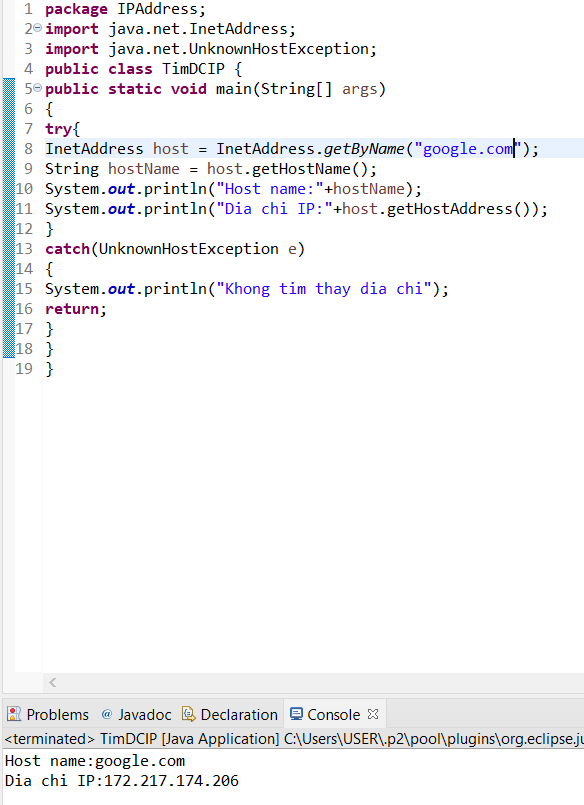 1 package IPAddress;
2 import java.net.InetAddress;
3 import java.net.UnknownHostException;
4 public class TimDCIP {
5 public static void main(String[] args)
6 {
7 try{
8 InetAddress host = InetAddress.getByName("google.com");
9 String hostName = host.getHostName();
10 System.out.println("Host name:"+hostName);
11 System.out.println("Dia chi IP:"+host.getHostAddress());
12 }
13 catch(UnknownHostException e)
14 {
15 System.out.println("Khong tim thay dia chi");
16 return;
17 }
18 }
19 }
Problems @ Javadoc Declaration Console
<terminated> TimDCIP [Java Application] C:\Users\USER\.p2\pool\plugins\org.eclipse.ju
Host name:google.com
Dia chi IP:172.217.174.206